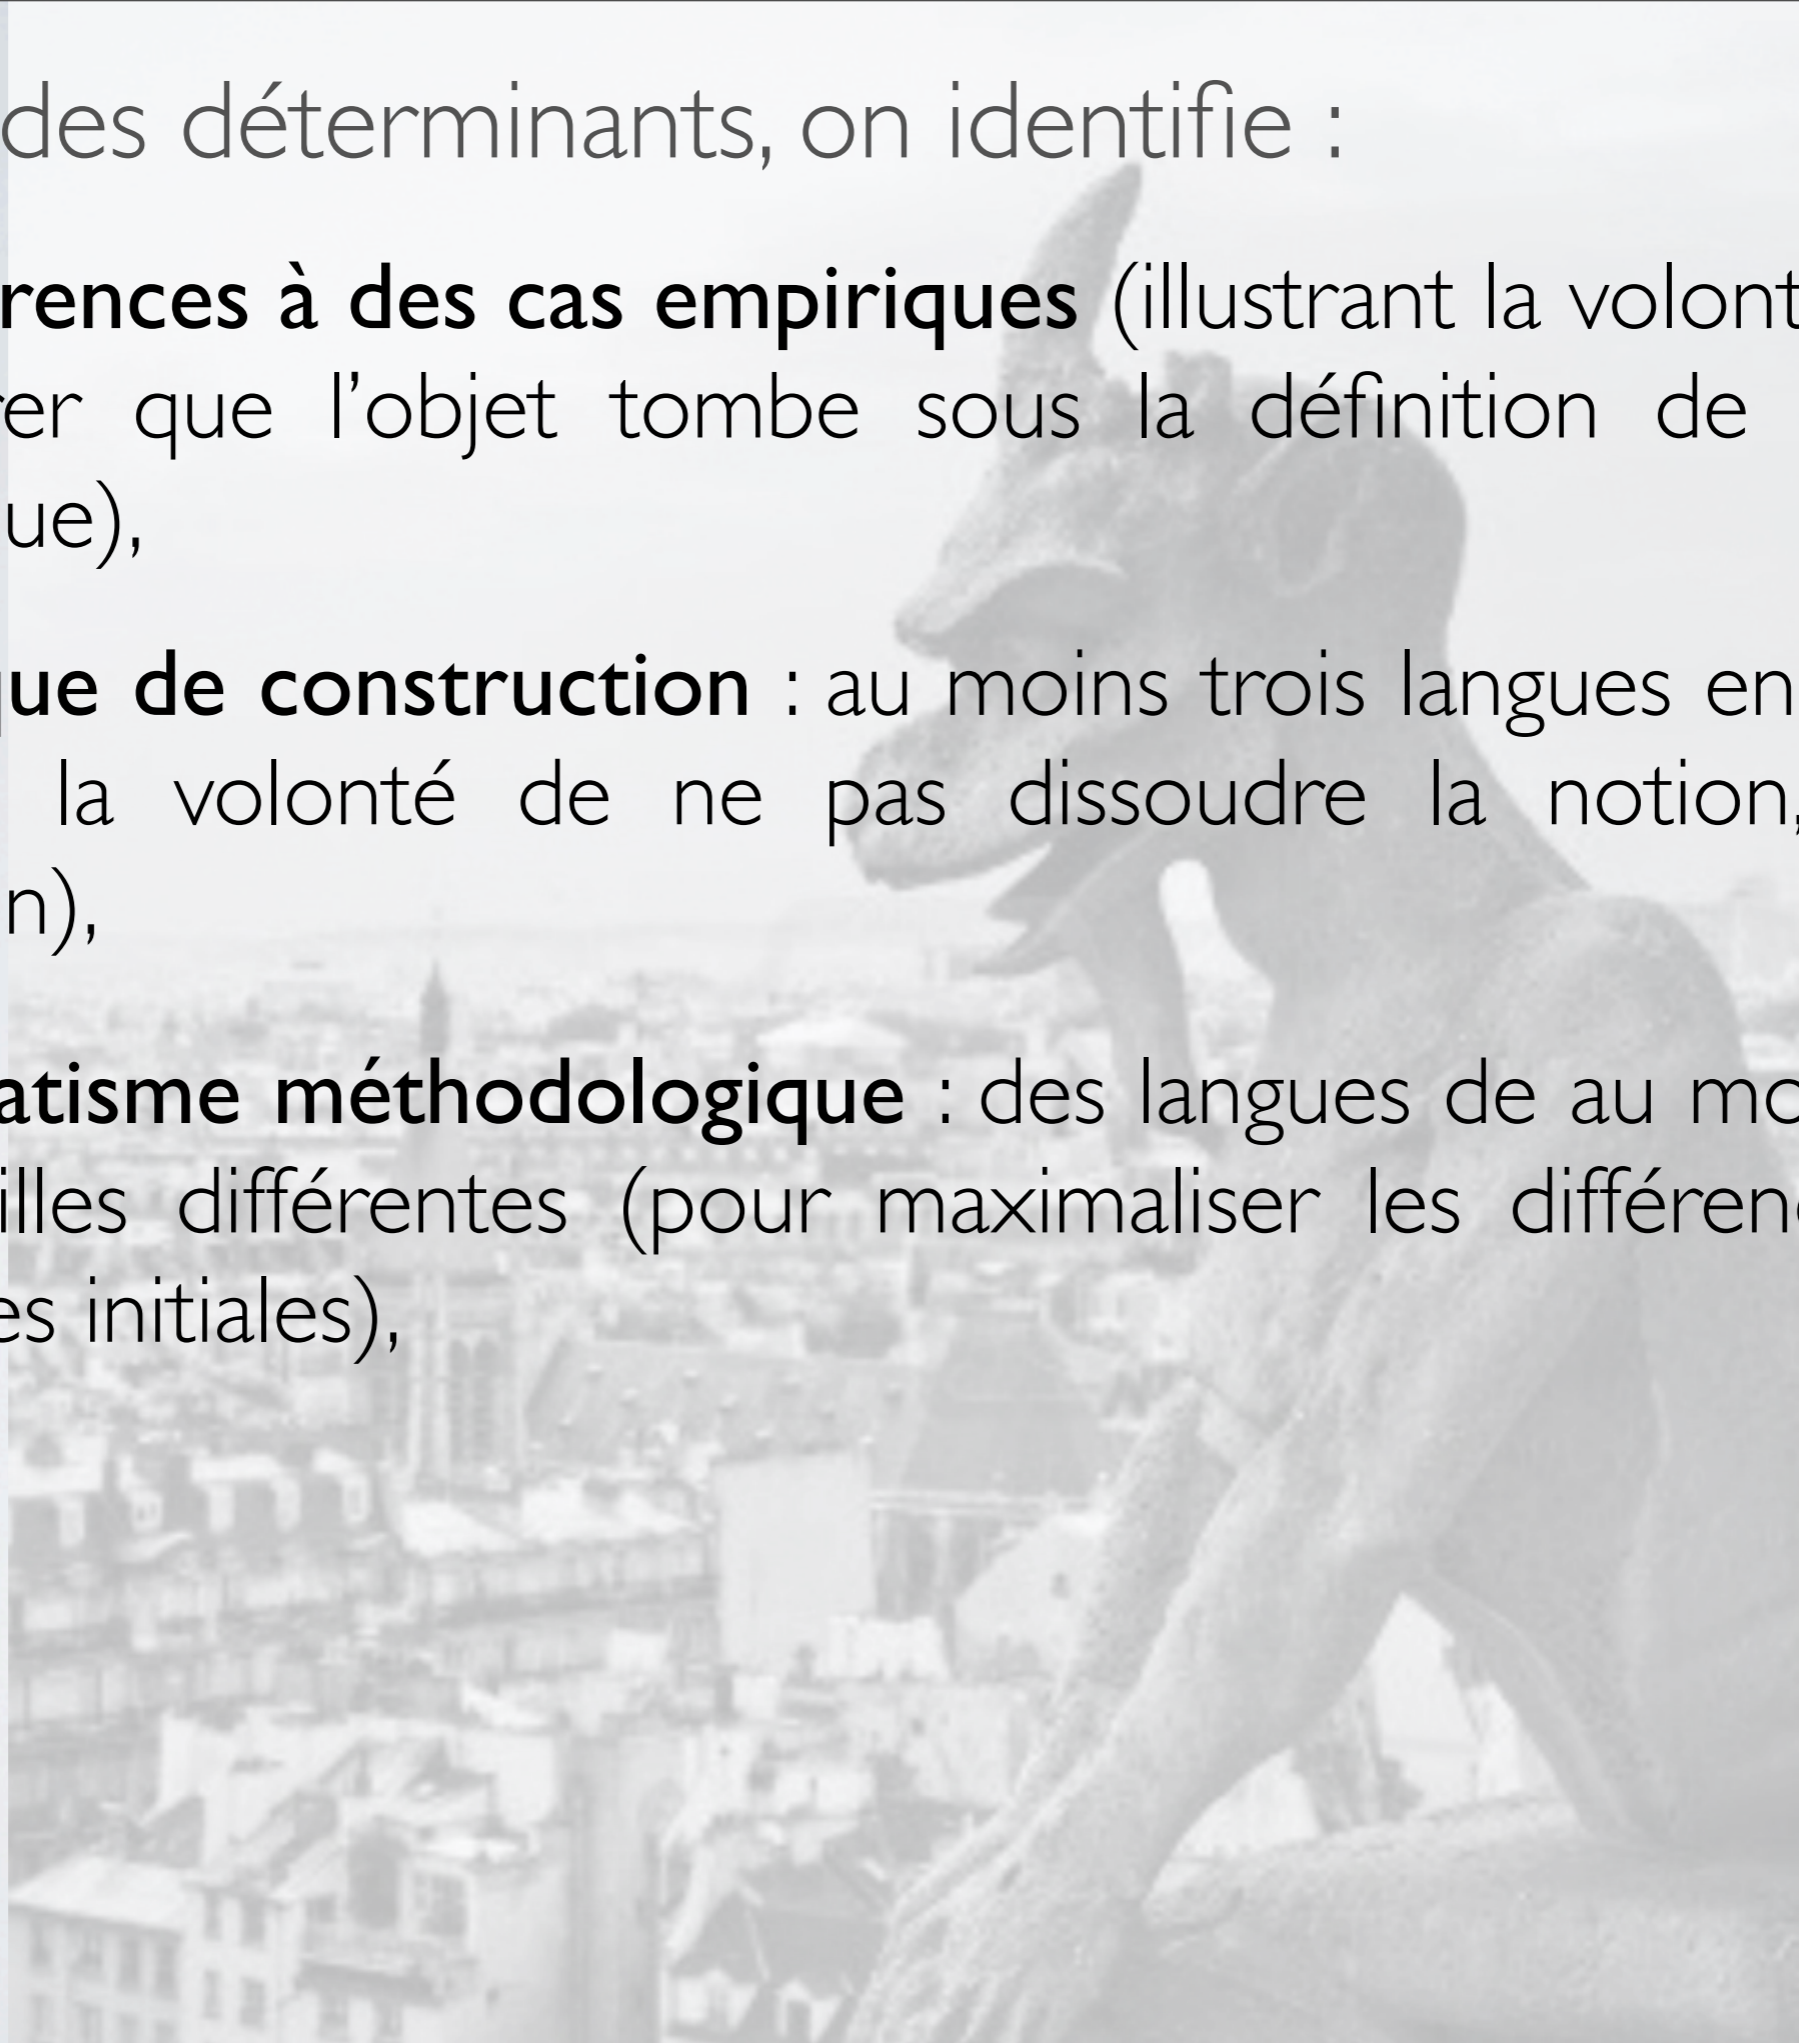 des déterminants, on identifie :
rences à des cas empiriques (illustrant la volont
rer que l’objet tombe sous la définition de
ue),
que de construction : au moins trois langues en
la volonté de ne pas dissoudre la notion,
n),
atisme méthodologique : des langues de au mo
illes différentes (pour maximaliser les différenc
es initiales),